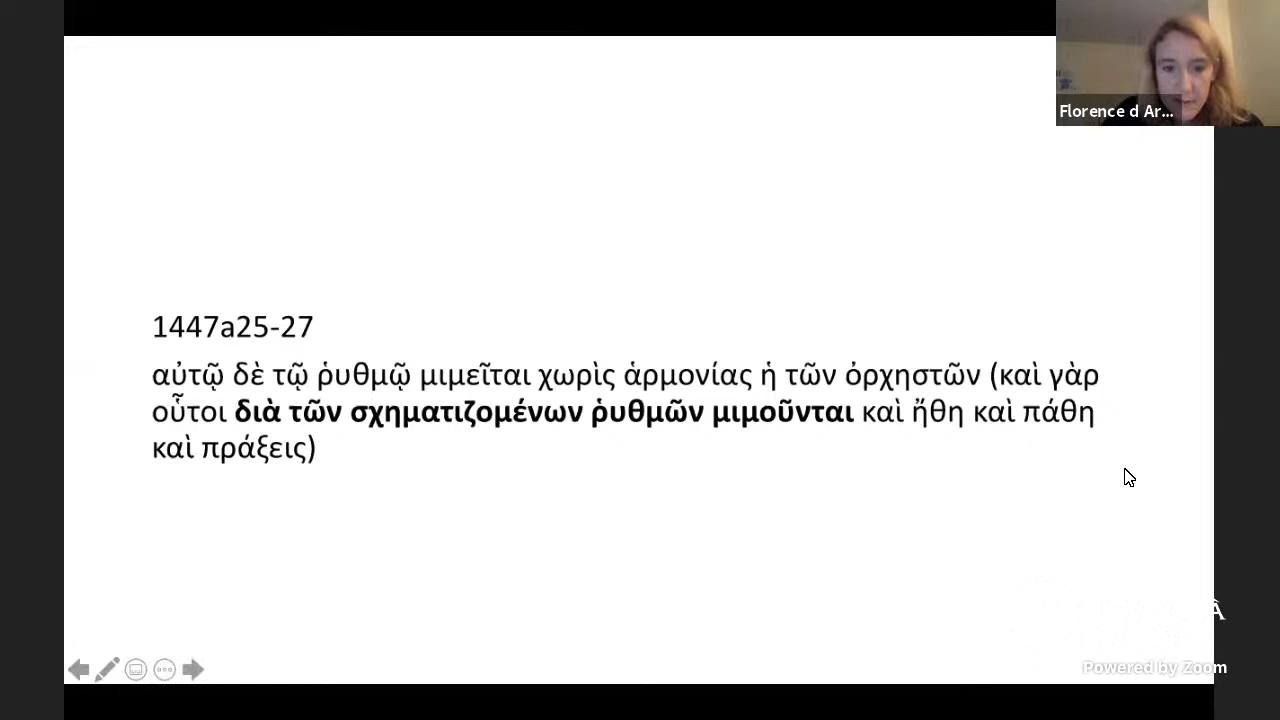 Florence d Ar...
1447a25-27
αὐτῷ δὲ τῷ ῥυθμῷ μιμεῖται χωρὶς ἁρμονίας ἡ τῶν ὀρχηστῶν (καὶ γὰρ
οὗτοι διὰ τῶν σχηματιζομένων ῥυθμῶν μιμοῦνται καὶ ἤθη καὶ πάθη
καὶ πράξεις)
Powered by Zoom